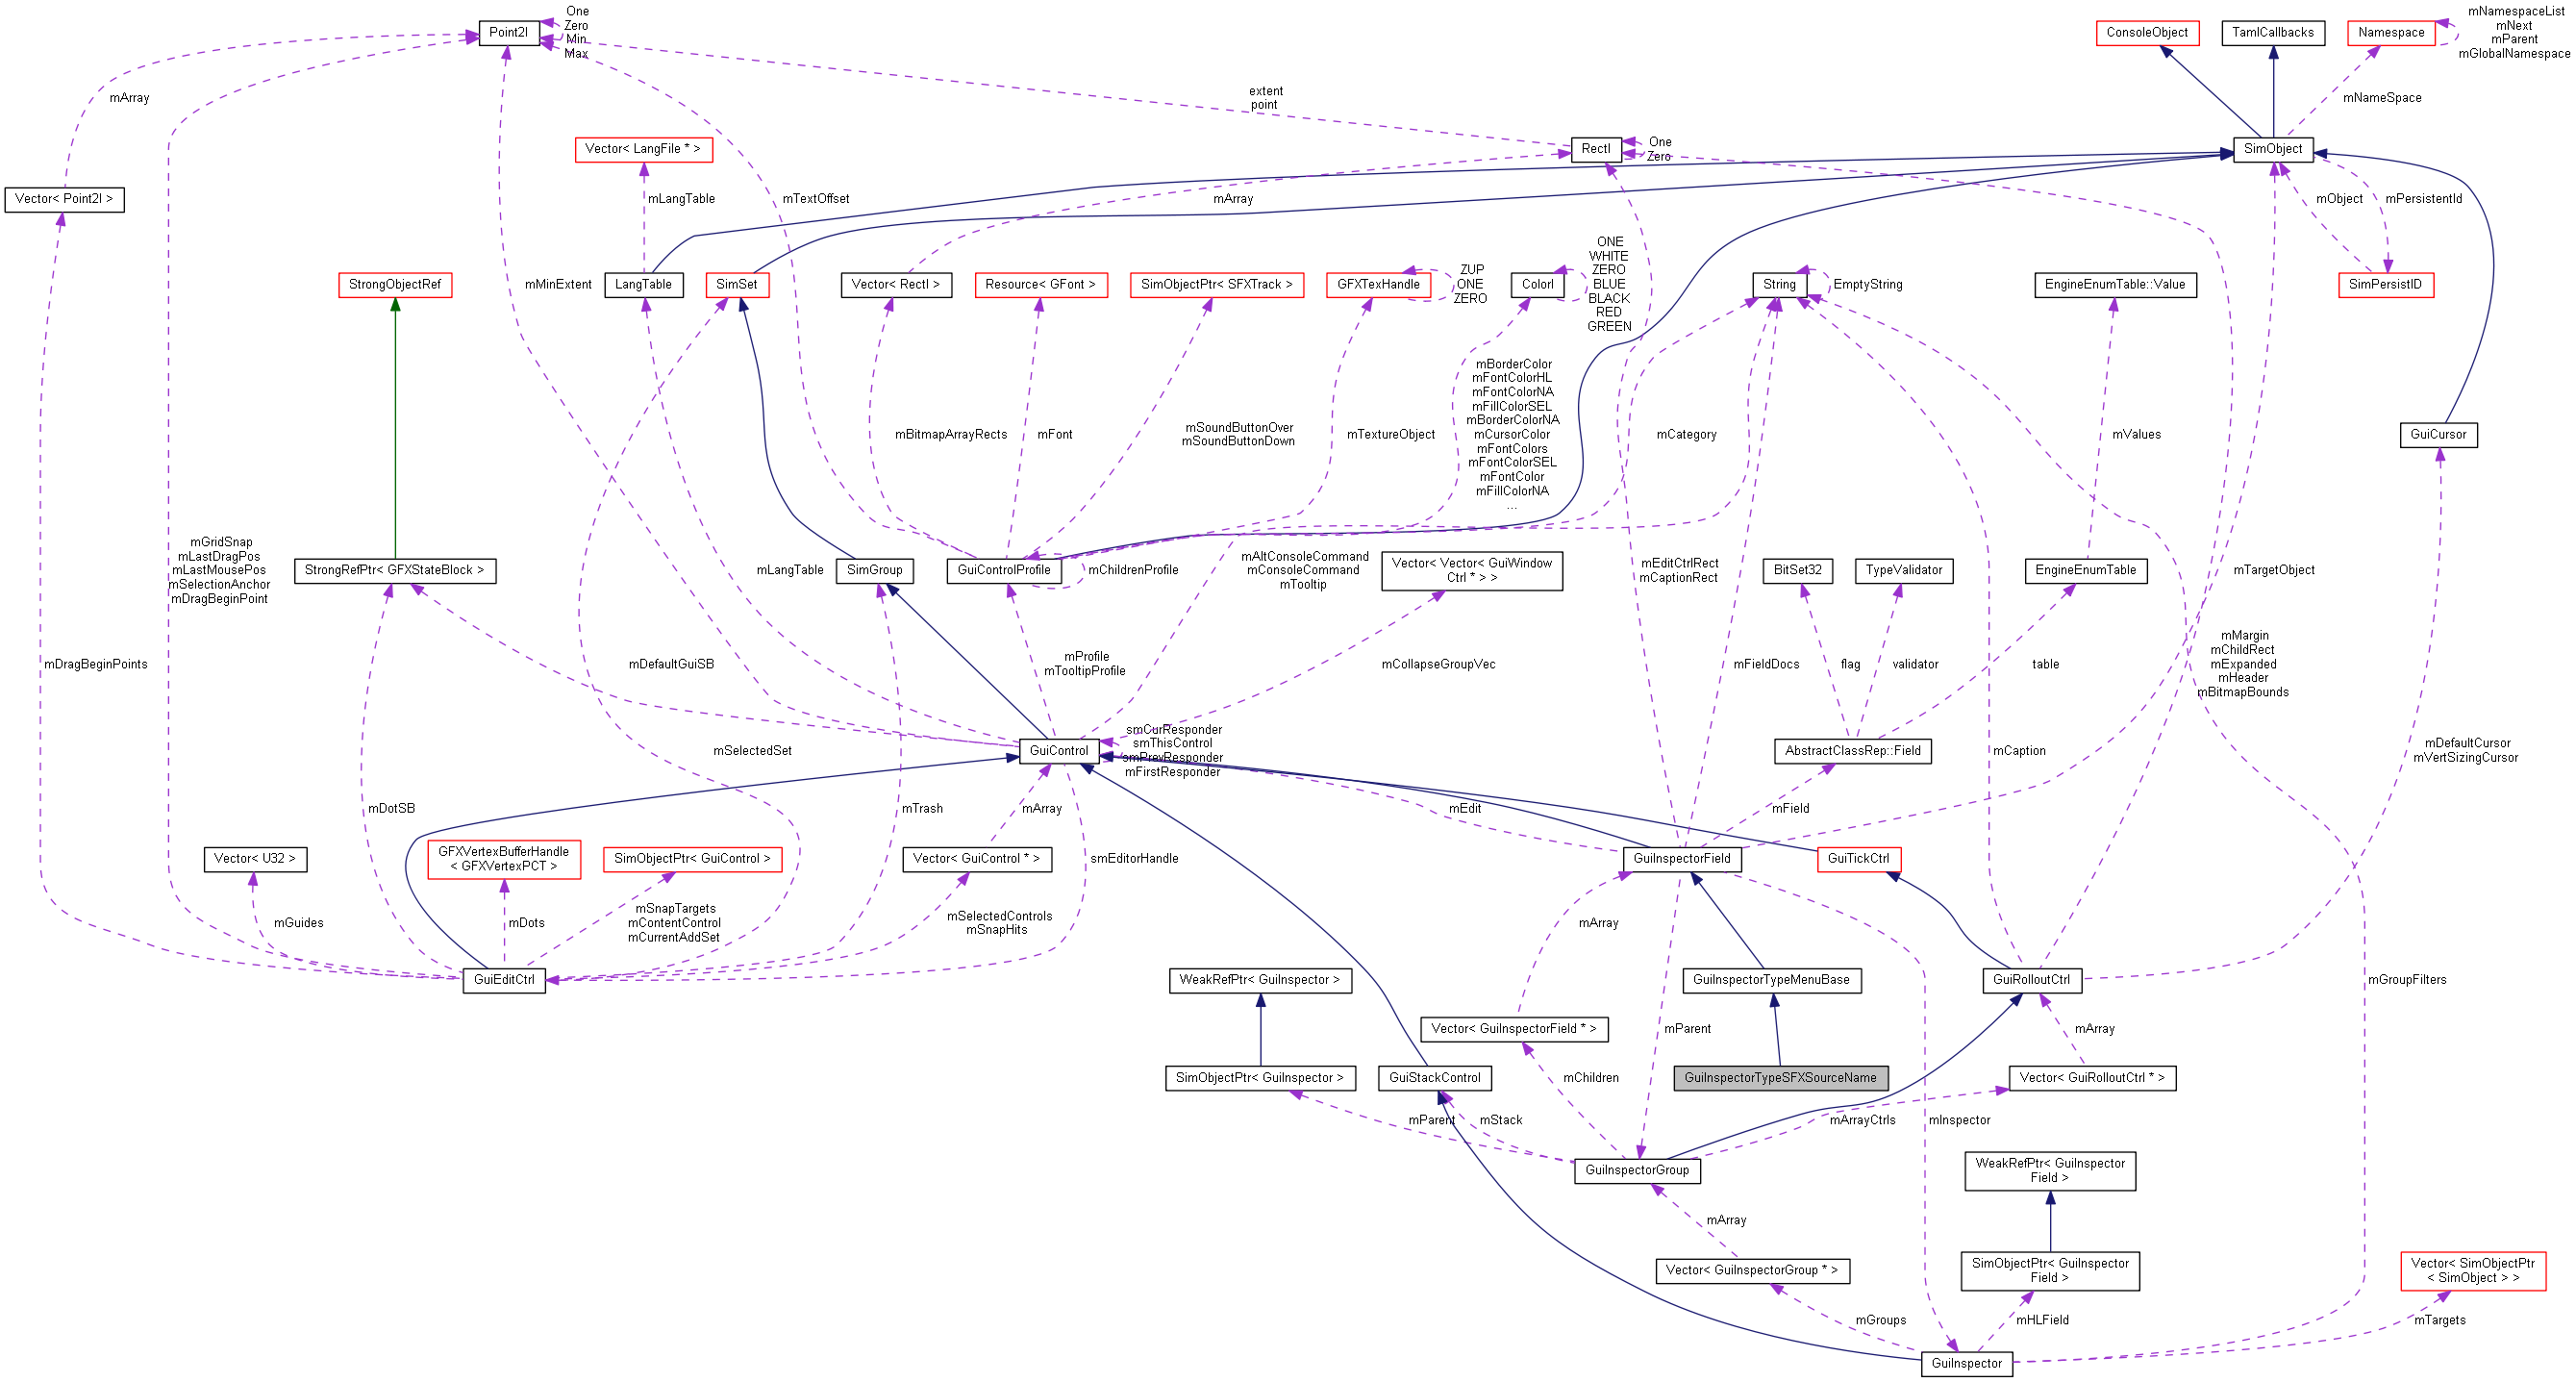 One
Zero
Min
Max
Point2I
ConsoleObject
TamlCallbacks
Namespace
mNamespaceList
mNext
mParent
mGlobalNamespace
mArray
extent
point
mNameSpace
Vector< LangFile * >
RectI
One
Zero
SimObject
Vector< Point2I >
mLangTable
mTextOffset
mArray
mObject
mPersistentId
StrongObjectRef
mMinExtent
LangTable
SimSet
Vector< RectI >
Resource< GFont >
SimObjectPtr< SFXTrack >
GFXTexHandle
ZUP
ONE
ZERO
ColorI
ONE
WHITE
ZERO
BLUE
BLACK
RED
GREEN
String
EmptyString
EngineEnumTable::Value
SimPersistID
mBitmapArrayRects
mFont
mSoundButtonOver
mSoundButtonDown
mTextureObject
mBorderColor
mFontColorHL
mFontColorNA
mFillColorSEL
mBorderColorNA
mCursorColor
mFontColors
mFontColorSEL
mFontColor
mFillColorNA
...
mCategory
mValues
GuiCursor
mGridSnap
mLastDragPos
mLastMousePos
mSelectionAnchor
mDragBeginPoint
StrongRefPtr< GFXStateBlock >
mLangTable
SimGroup
GuiControlProfile
mChildrenProfile
mAltConsoleCommand
mConsoleCommand
mTooltip
Vector< Vector< GuiWindow
Ctrl * > >
mEditCtrlRect
mCaptionRect
BitSet32
TypeValidator
EngineEnumTable
mTargetObject
mDragBeginPoints
mDefaultGuiSB
mProfile
mTooltipProfile
mCollapseGroupVec
mFieldDocs
flag
validator
table
mMargin
mChildRect
mExpanded
mHeader
mBitmapBounds
mSelectedSet
GuiControl
smCurResponder
smThisControl
smPrevResponder
mFirstResponder
AbstractClassRep::Field
mCaption
mDefaultCursor
mVertSizingCursor
mDotSB
mTrash
mArray
mEdit
mField
Vector< U32 >
GFXVertexBufferHandle
< GFXVertexPCT >
SimObjectPtr< GuiControl >
Vector< GuiControl * >
smEditorHandle
GuiInspectorField
GuiTickCtrl
mGuides
mDots
mSnapTargets
mContentControl
mCurrentAddSet
mSelectedControls
mSnapHits
mArray
GuiEditCtrl
WeakRefPtr< GuiInspector >
GuiInspectorTypeMenuBase
GuiRolloutCtrl
mGroupFilters
Vector< GuiInspectorField * >
mParent
mArray
SimObjectPtr< GuiInspector >
GuiStackControl
mChildren
GuiInspectorTypeSFXSourceName
Vector< GuiRolloutCtrl * >
mParent
mStack
mArrayCtrls
mInspector
GuiInspectorGroup
WeakRefPtr< GuiInspector
Field >
mArray
Vector< GuiInspectorGroup * >
SimObjectPtr< GuiInspector
Field >
Vector< SimObjectPtr
< SimObject > >
mGroups
mHLField
mTargets
GuiInspector